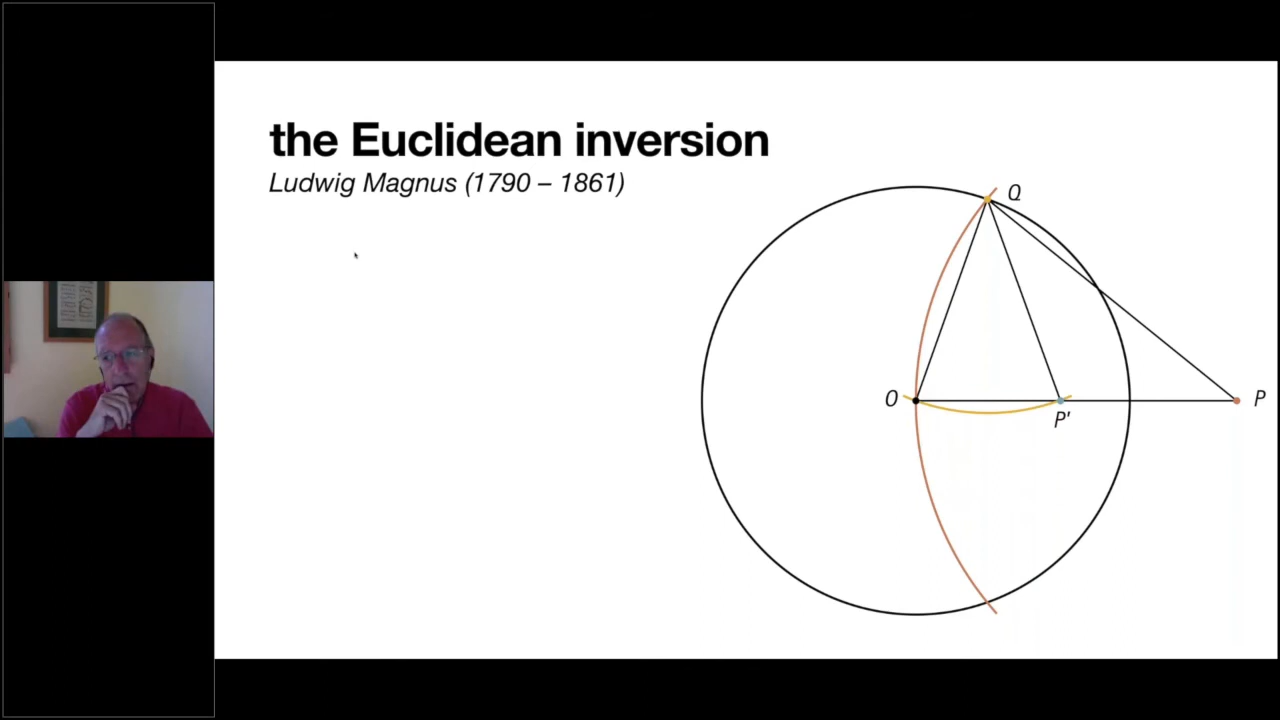 the Euclidean inversion
Ludwig Magnus (1790 – 1861)
Q
O
P'
P